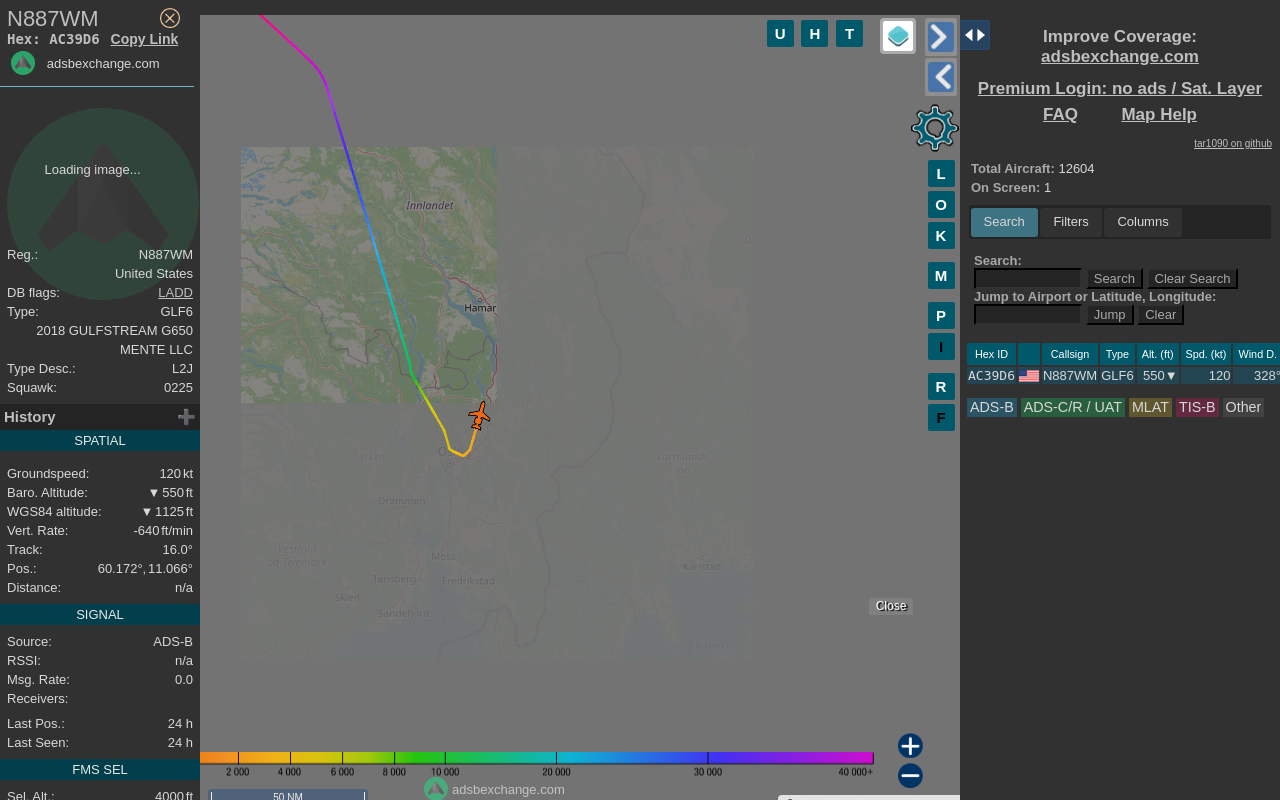 N887WM
Hex: AC39D6 Copy Link
adsbexchange.com
Loading image...
Reg.: N887WM
United States
DB flags: LADD
Type: GLF6
2018 GULFSTREAM G650
MENTE LLC
Type Desc.: L2J
Squawk: 0225
History
SPATIAL
Groundspeed: 120 kt
Baro. Altitude: ▼ 550 ft
WGS84 altitude: ▼ 1125 ft
Vert. Rate: -640 ft/min
Track: 16.0°
Pos.: 60.172°, 11.066°
Distance: n/a
SIGNAL
Source: ADS-B
RSSI: n/a
Msg. Rate: 0.0
Receivers:
Last Pos.: 24 h
Last Seen: 24 h
FMS SEL
Sel. Alt.: 4000 ft
U H T
L
O
K
M
P
I
R
F
Innlandet
Hamar
Viken
Drammen
Värmlands
län
Vestfold
og Telemark
Moss
Tønsberg
Fredrikstad
Karlstad
Skien
Sandefjord
Close
2 000 4 000 6 000 8 000 10 000 20 000 30 000 40 000+
adsbexchange.com
50 NM
Improve Coverage:
adsbexchange.com
Premium Login: no ads / Sat. Layer
FAQ Map Help
tar1090 on github
Total Aircraft: 12604
On Screen: 1
Search Filters Columns
Search:
Search Clear Search
Jump to Airport or Latitude, Longitude:
Jump Clear
Hex ID Callsign Type Alt. (ft) Spd. (kt) Wind D.
AC39D6 N887WM GLF6 550▼ 120 328°
ADS-B ADS-C/R / UAT MLAT TIS-B Other